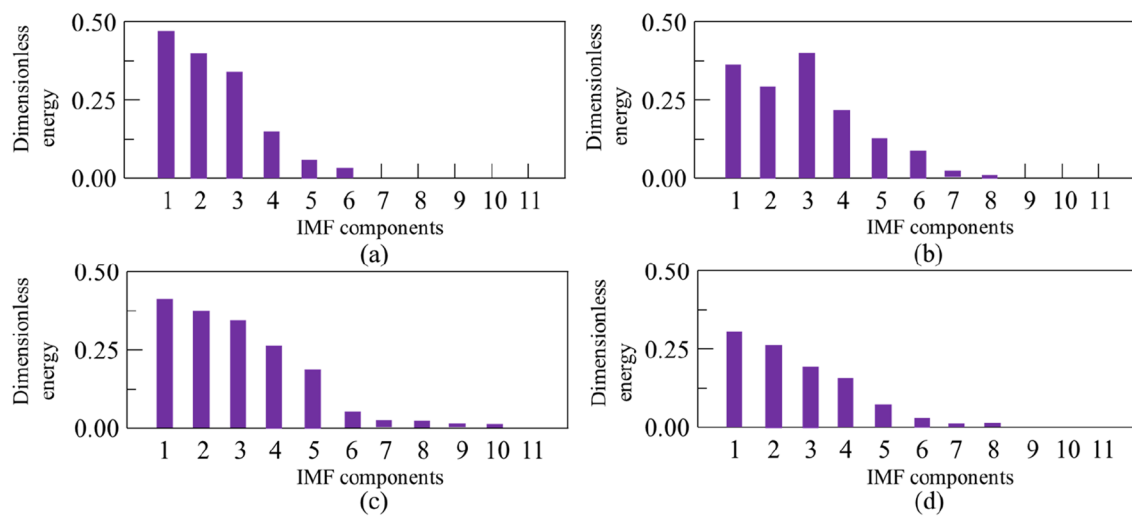 Dimensionless
energy
0.50
0.25
0.00
1 2 3 4 5 6 7 8 9 10 11
IMF components
(a)
Dimensionless
energy
0.50
0.25
0.00
1 2 3 4 5 6 7 8 9 10 11
IMF components
(b)
Dimensionless
energy
0.50
0.25
0.00
1 2 3 4 5 6 7 8 9 10 11
IMF components
(c)
Dimensionless
energy
0.50
0.25
0.00
1 2 3 4 5 6 7 8 9 10 11
IMF components
(d)